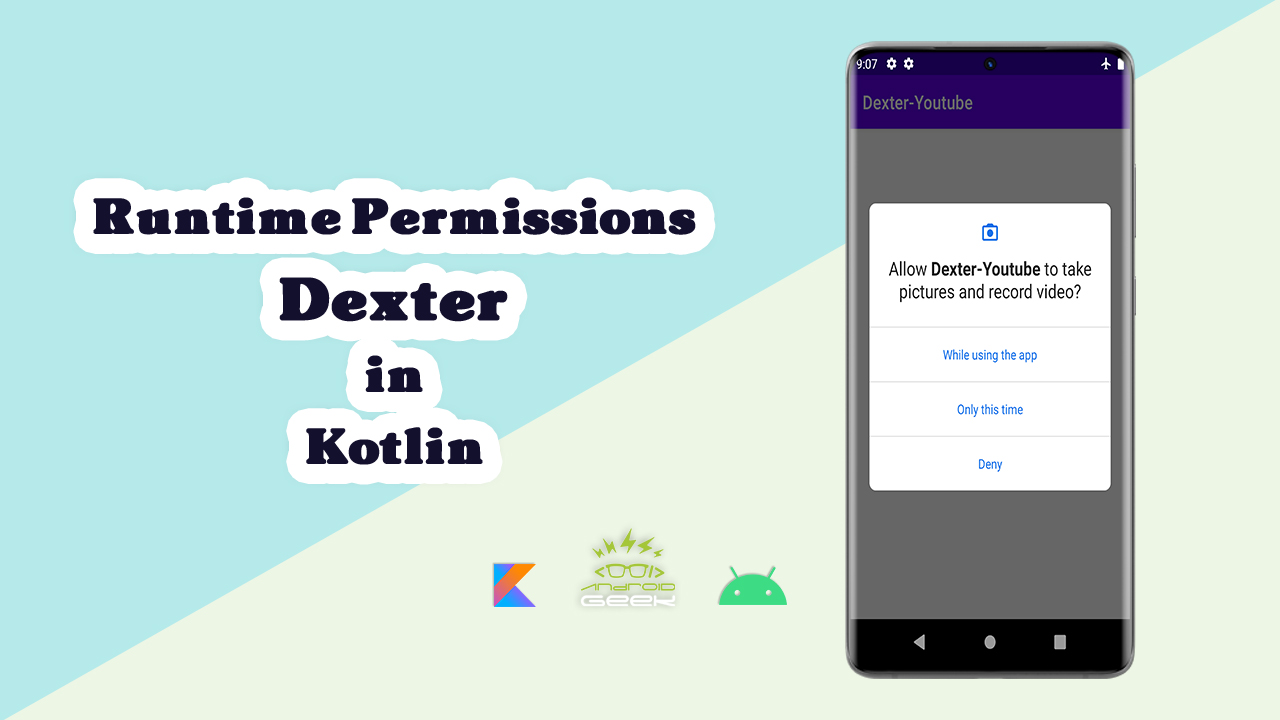 Runtime Permissions
Dexter
in
Kotlin
ANDROID
GEEK
9:07
Dexter-Youtube
Allow Dexter-Youtube to take
pictures and record video?
While using the app
Only this time
Deny